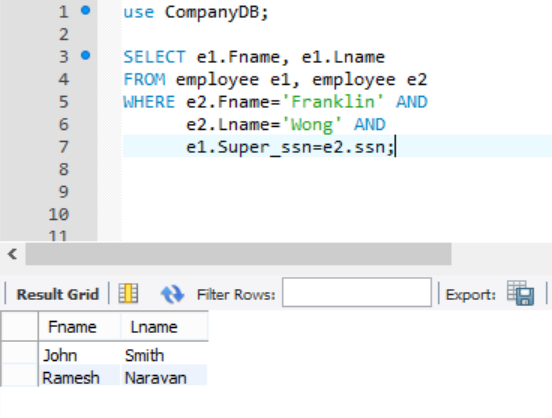 1 use CompanyDB;
2
3 SELECT e1.Fname, e1.Lname
4 FROM employee e1, employee e2
5 WHERE e2.Fname='Franklin' AND
6 e2.Lname='Wong' AND
7 e1.Super_ssn=e2.ssn;
8
9
10
11
Result Grid Filter Rows: Export:
Fname Lname
John Smith
Ramesh Naravan